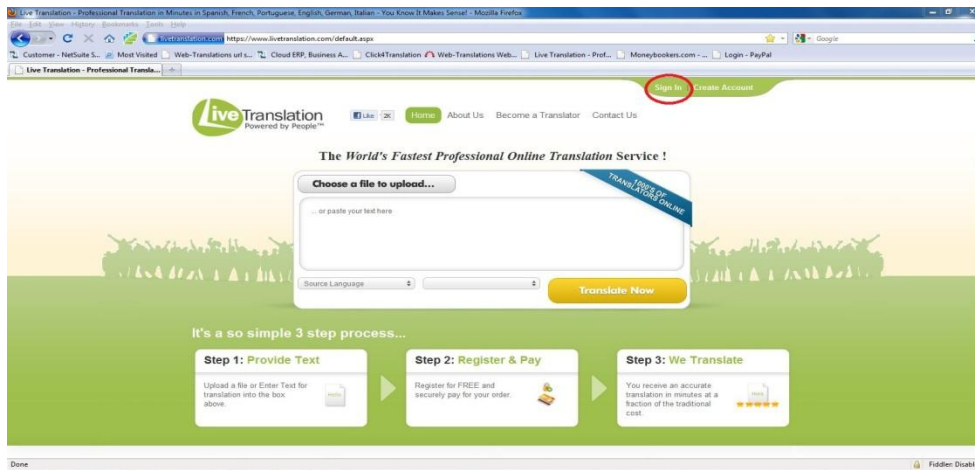 Live Translation - Professional Translation in Minutes in Spanish, French, Portuguese, English, German, Italian - You Know It Makes Sense! - Mozilla Firefox
File Edit View History Bookmarks Tools Help
livetranslation.com https://www.livetranslation.com/default.aspx
Google
Customer - NetSuite S... Most Visited Web-Translations url s... Cloud ERP, Business A... Click4Translation Web-Translations Web... Live Translation - Prof... Moneybookers.com - ... Login - PayPal
Live Translation - Professional Transla...
Sign In Create Account
Live Translation
Powered by People™
Like 2K Home About Us Become a Translator Contact Us
The World's Fastest Professional Online Translation Service !
Choose a file to upload...
1000'S OF
TRANSLATORS ONLINE
... or paste your text here
Source Language
Translate Now
It's a so simple 3 step process...
Step 1: Provide Text
Upload a file or Enter Text for
translation into the box
above.
Step 2: Register & Pay
Register for FREE and
securely pay for your order.
Step 3: We Translate
You receive an accurate
translation in minutes at a
fraction of the traditional
cost.
Done
Fiddler: Disabl